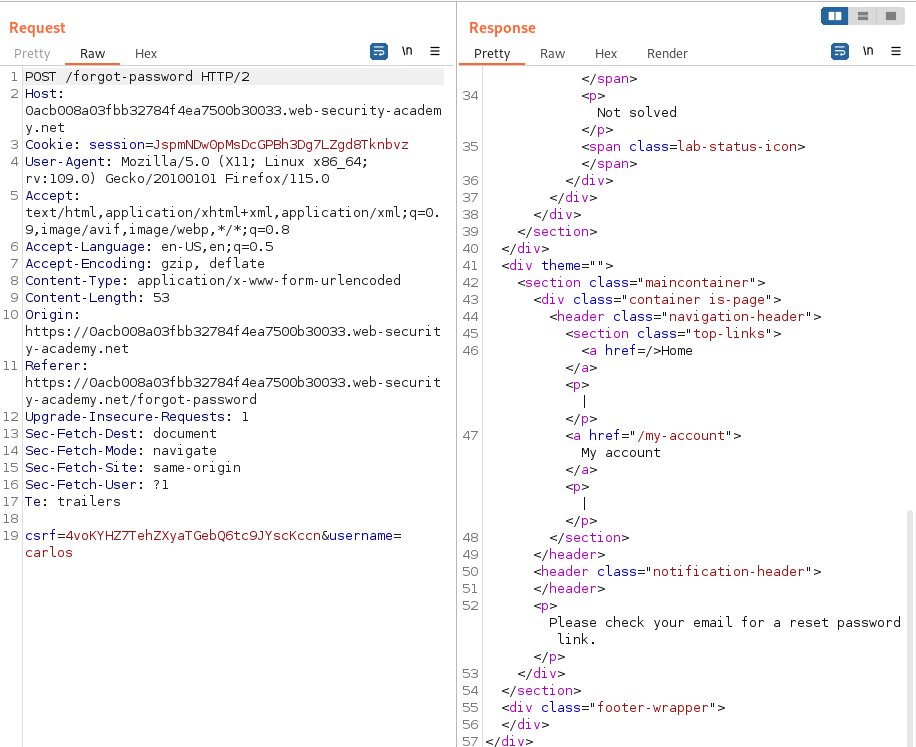 Request
Pretty Raw Hex \n
1 POST /forgot-password HTTP/2
2 Host:
0acb008a03fbb32784f4ea7500b30033.web-security-academ
y.net
3 Cookie: session=JspmNDwOpMsDcGPBh3Dg7LZgd8Tknbvz
4 User-Agent: Mozilla/5.0 (X11; Linux x86_64;
rv:109.0) Gecko/20100101 Firefox/115.0
5 Accept:
text/html,application/xhtml+xml,application/xml;q=0.
9,image/avif,image/webp,*/*;q=0.8
6 Accept-Language: en-US,en;q=0.5
7 Accept-Encoding: gzip, deflate
8 Content-Type: application/x-www-form-urlencoded
9 Content-Length: 53
10 Origin:
https://0acb008a03fbb32784f4ea7500b30033.web-securit
y-academy.net
11 Referer:
https://0acb008a03fbb32784f4ea7500b30033.web-securit
y-academy.net/forgot-password
12 Upgrade-Insecure-Requests: 1
13 Sec-Fetch-Dest: document
14 Sec-Fetch-Mode: navigate
15 Sec-Fetch-Site: same-origin
16 Sec-Fetch-User: ?1
17 Te: trailers
18
19 csrf=4voKYHZ7TehZXyaTGebQ6tc9JYscKccn&username=
carlos
Response
Pretty Raw Hex Render \n
</span>
34 <p>
Not solved
</p>
35 <span class=lab-status-icon>
</span>
36 </div>
37 </div>
38 </div>
39 </section>
40 </div>
41 <div theme="">
42 <section class="maincontainer">
43 <div class="container is-page">
44 <header class="navigation-header">
45 <section class="top-links">
46 <a href=/>Home
</a>
<p>
|
</p>
47 <a href="/my-account">
My account
</a>
<p>
|
</p>
48 </section>
49 </header>
50 <header class="notification-header">
51 </header>
52 <p>
Please check your email for a reset password
link.
</p>
53 </div>
54 </section>
55 <div class="footer-wrapper">
56 </div>
57 </div>